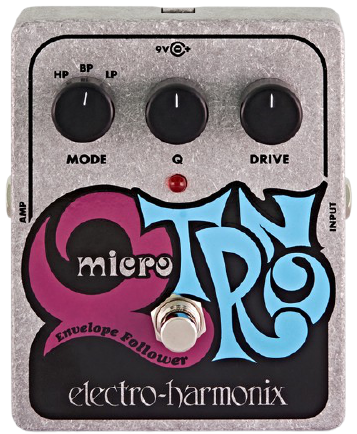 9V
HP BP LP
MODE Q DRIVE
AMP
INPUT
micro Q TRON
Envelope Follower
electro-harmonix